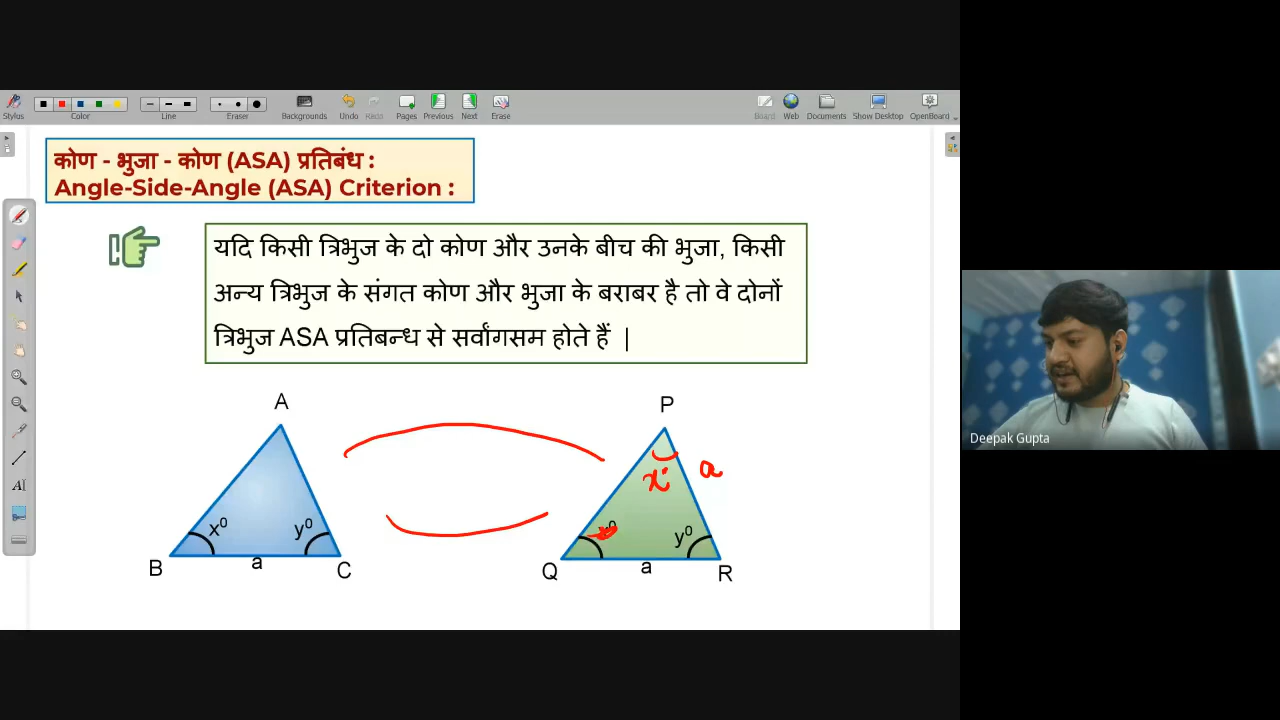 Stylus
Color
Line
Eraser
Backgrounds
Undo
Redo
Pages
Previous
Next
Erase
Board
Web
Documents
Show Desktop
OpenBoard
कोण - भुजा - कोण (ASA) प्रतिबंध :
Angle-Side-Angle (ASA) Criterion :
यदि किसी त्रिभुज के दो कोण और उनके बीच की भुजा, किसी
अन्य त्रिभुज के संगत कोण और भुजा के बराबर है तो वे दोनों
त्रिभुज ASA प्रतिबन्ध से सर्वांगसम होते हैं |
A
x⁰
y⁰
B
a
C
P
x°
a
y⁰
Q
a
R
Deepak Gupta